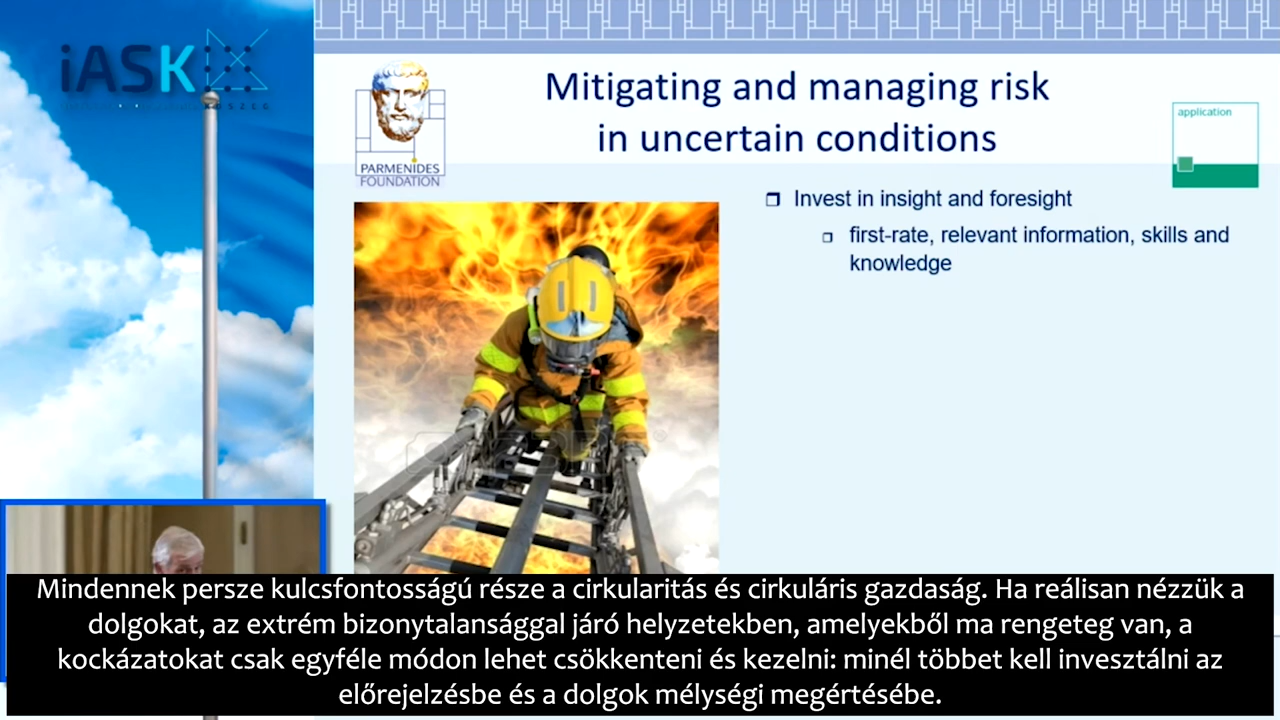 iASK
KŐSZEG
Mitigating and managing risk
in uncertain conditions
PARMENIDES
FOUNDATION
application
Invest in insight and foresight
first-rate, relevant information, skills and
knowledge
Mindennek persze kulcsfontosságú része a cirkularitás és cirkuláris gazdaság. Ha reálisan nézzük a
dolgokat, az extrém bizonytalansággal járó helyzetekben, amelyekből ma rengeteg van, a
kockázatokat csak egyféle módon lehet csökkenteni és kezelni: minél többet kell invesztálni az
előrejelzésbe és a dolgok mélységi megértésébe.